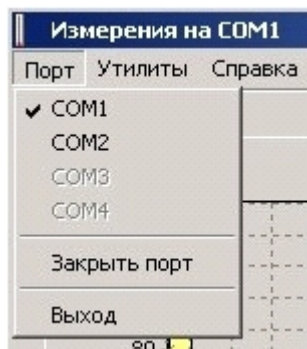 Измерения на COM1
Порт Утилиты Справка
COM1
COM2
COM3
COM4
Закрыть порт
Выход